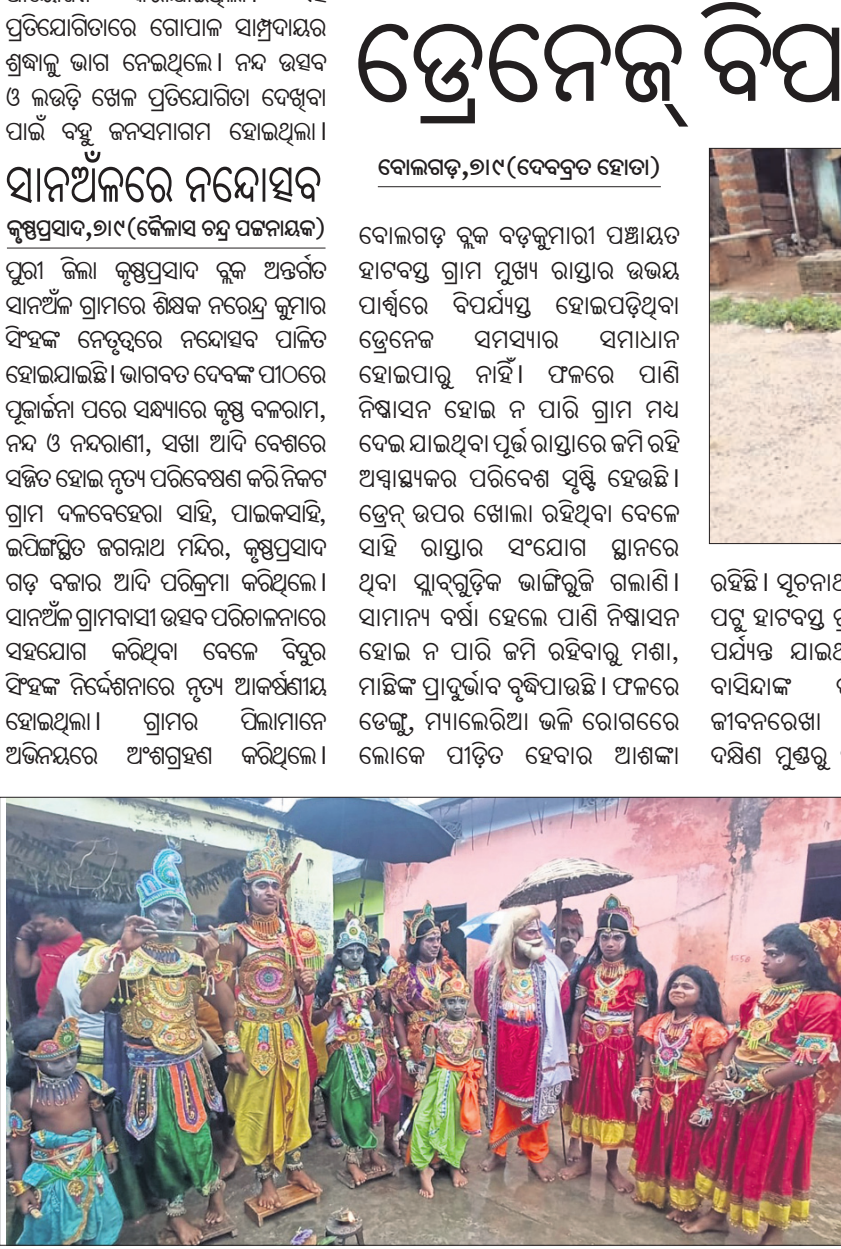 ପ୍ରତିଯୋଗିତାରେ ଗୋପାଳ ସାମ୍ପ୍ରଦାୟର
ଶ୍ରଦ୍ଧାଳୁ ଭାଗ ନେଇଥିଲେ। ନନ୍ଦ ଉତ୍ସବ
ଓ ଲଉଡ଼ି ଖେଳ ପ୍ରତିଯୋଗିତା ଦେଖିବା
ପାଇଁ ବହୁ ଜନସମାଗମ ହୋଇଥିଲା।
ସାନଅଁଳରେ ନନ୍ଦୋତ୍ସବ
କୃଷ୍ଣପ୍ରସାଦ,୭ା୯(କୈଳାସ ଚନ୍ଦ୍ର ପଟ୍ଟନାୟକ)
ପୁରୀ ଜିଲା କୃଷ୍ଣପ୍ରସାଦ ବ୍ଲକ ଅନ୍ତର୍ଗତ
ସାନଅଁଳ ଗ୍ରାମରେ ଶିକ୍ଷକ ନରେନ୍ଦ୍ର କୁମାର
ସିଂହଙ୍କ ନେତୃତ୍ୱରେ ନନ୍ଦୋତ୍ସବ ପାଳିତ
ହୋଇଯାଇଛି। ଭାଗବତ ଦେବଙ୍କ ପୀଠରେ
ପୂଜାର୍ଚ୍ଚନା ପରେ ସନ୍ଧ୍ୟାରେ କୃଷ୍ଣ ବଳରାମ,
ନନ୍ଦ ଓ ନନ୍ଦରାଣୀ, ସଖା ଆଦି ବେଶରେ
ସଜ୍ଜିତ ହୋଇ ନୃତ୍ୟ ପରିବେଷଣ କରି ନିକଟ
ଗ୍ରାମ ଦଳବେହେରା ସାହି, ପାଇକସାହି,
ଇପିଙ୍ଗସ୍ଥିତ ଜଗନ୍ନାଥ ମନ୍ଦିର, କୃଷ୍ଣପ୍ରସାଦ
ଗଡ଼ ବଜାର ଆଦି ପରିକ୍ରମା କରିଥିଲେ।
ସାନଅଁଳ ଗ୍ରାମବାସୀ ଉତ୍ସବ ପରିଚାଳନାରେ
ସହଯୋଗ କରିଥିବା ବେଳେ ବିଦୁର
ସିଂହଙ୍କ ନିର୍ଦ୍ଦେଶନାରେ ନୃତ୍ୟ ଆକର୍ଷଣୀୟ
ହୋଇଥିଲା। ଗ୍ରାମର ପିଲାମାନେ
ଅଭିନୟରେ ଅଂଶଗ୍ରହଣ କରିଥିଲେ।
ଡ୍ରେନେଜ୍ ବିପ
ବୋଲଗଡ଼,୭ା୯(ଦେବବ୍ରତ ହୋତା)
ବୋଲଗଡ଼ ବ୍ଲକ ବଡ଼କୁମାରୀ ପଞ୍ଚାୟତ
ହାଟବସ୍ତ ଗ୍ରାମ ମୁଖ୍ୟ ରାସ୍ତାର ଉଭୟ
ପାର୍ଶ୍ୱରେ ବିପର୍ଯ୍ୟସ୍ତ ହୋଇପଡ଼ିଥିବା
ଡ୍ରେନେଜ ସମସ୍ୟାର ସମାଧାନ
ହୋଇପାରୁ ନାହିଁ। ଫଳରେ ପାଣି
ନିଷ୍କାସନ ହୋଇ ନ ପାରି ଗ୍ରାମ ମଧ୍ୟ
ଦେଇ ଯାଇଥିବା ପୂର୍ତ୍ତ ରାସ୍ତାରେ ଜମି ରହି
ଅସ୍ୱାସ୍ଥ୍ୟକର ପରିବେଶ ସୃଷ୍ଟି ହେଉଛି।
ଡ୍ରେନ୍ ଉପର ଖୋଲା ରହିଥିବା ବେଳେ
ସାହି ରାସ୍ତାର ସଂଯୋଗ ସ୍ଥାନରେ
ଥିବା ସ୍ଲାବ୍‌ଗୁଡ଼ିକ ଭାଙ୍ଗିରୁଜି ଗଲାଣି।
ସାମାନ୍ୟ ବର୍ଷା ହେଲେ ପାଣି ନିଷ୍କାସନ
ହୋଇ ନ ପାରି ଜମି ରହିବାରୁ ମଶା,
ମାଛିଙ୍କ ପ୍ରାଦୁର୍ଭାବ ବୃଦ୍ଧିପାଉଛି। ଫଳରେ
ଡେଙ୍ଗୁ, ମ୍ୟାଲେରିଆ ଭଳି ରୋଗରେ
ଲୋକେ ପୀଡ଼ିତ ହେବାର ଆଶଙ୍କା
ରହିଛି। ସୂଚନାଥ
ପଟୁ ହାଟବସ୍ତ
ପର୍ଯ୍ୟନ୍ତ ଯାଇଥ
ବାସିନ୍ଦାଙ୍କ
ଜୀବନରେଖା
ଦକ୍ଷିଣ ମୁଣ୍ଡରୁ